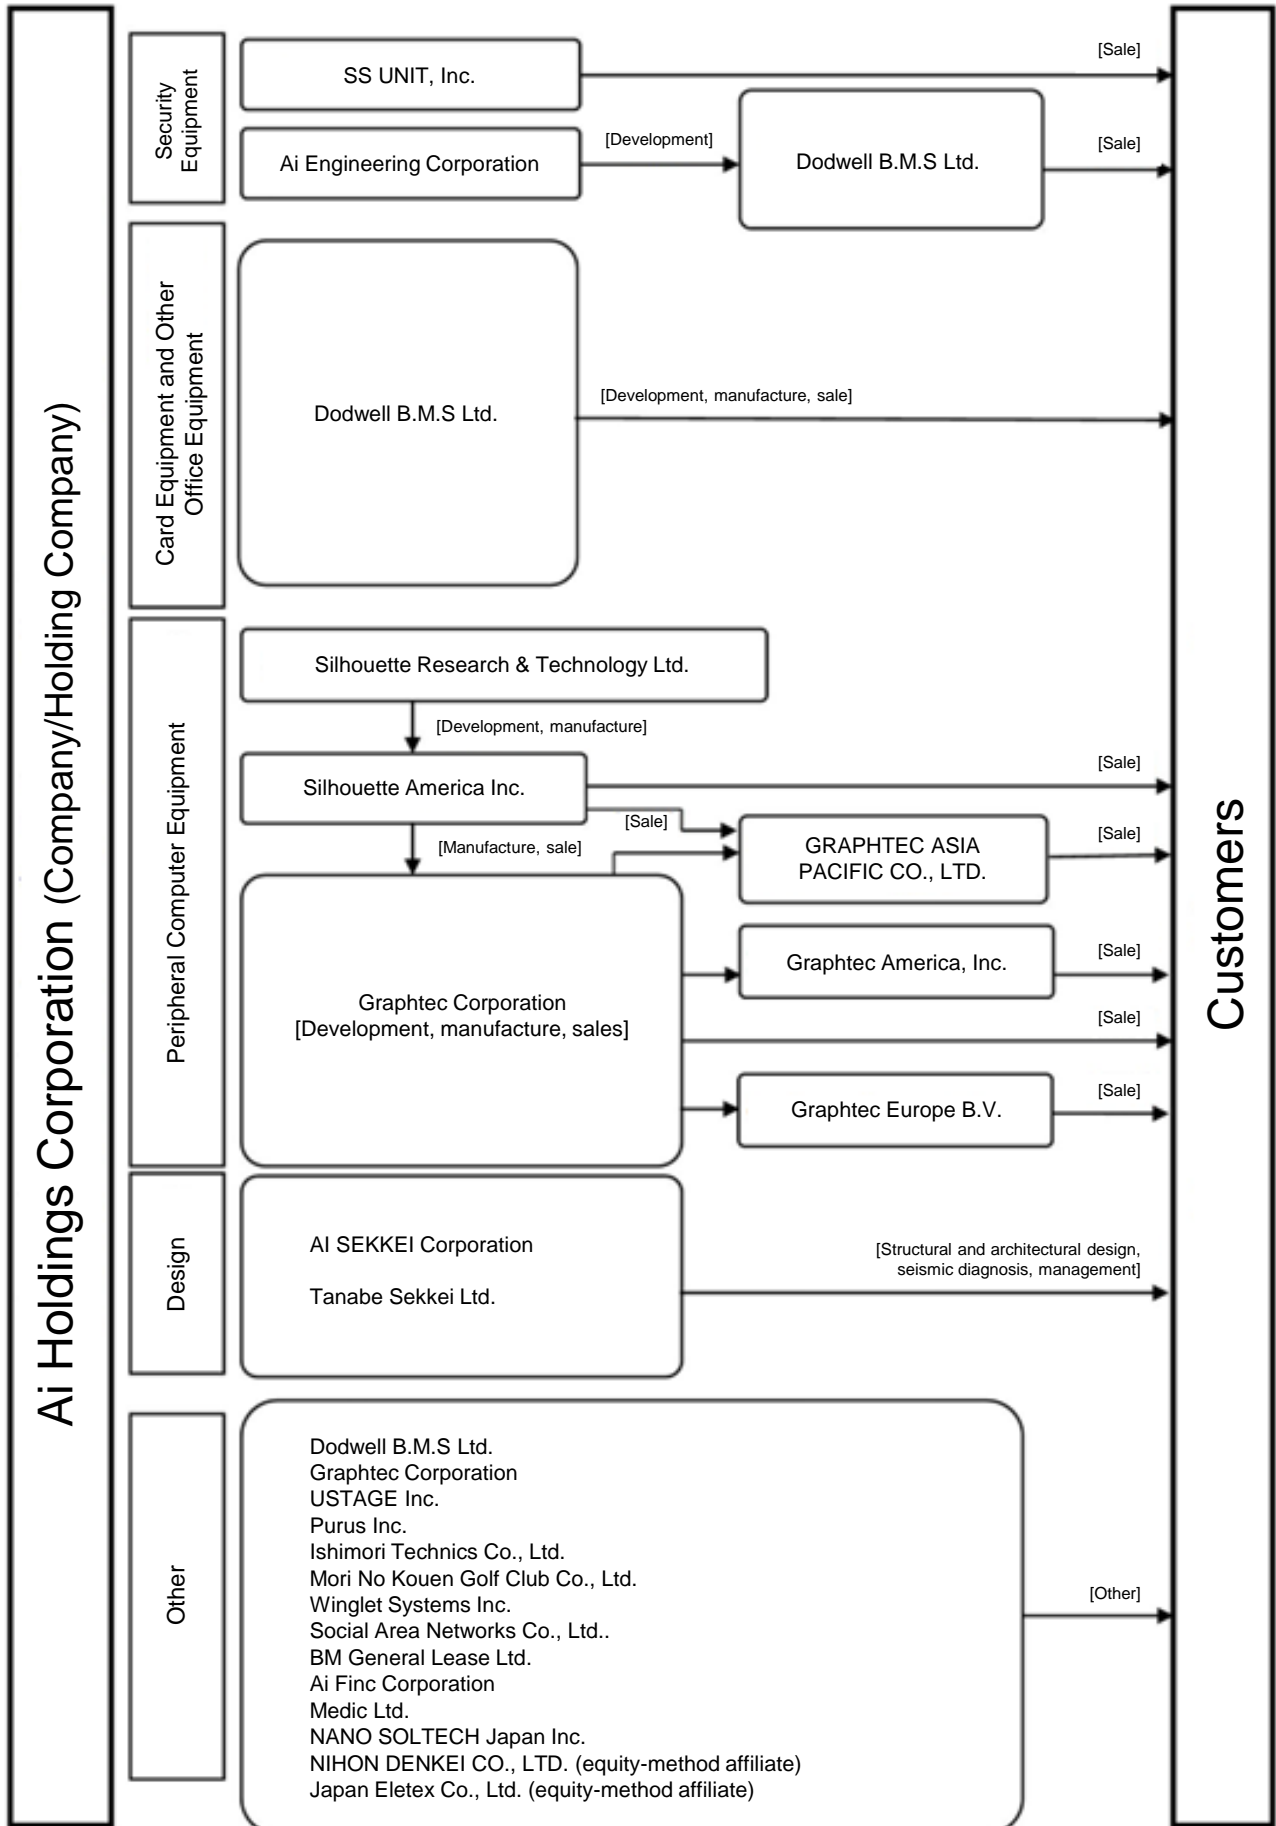 Ai Holdings Corporation (Company/Holding Company)
Security
Equipment
SS UNIT, Inc.
[Sale]
Ai Engineering Corporation
[Development]
Dodwell B.M.S Ltd.
[Sale]
Card Equipment and Other
Office Equipment
Dodwell B.M.S Ltd.
[Development, manufacture, sale]
Peripheral Computer Equipment
Silhouette Research & Technology Ltd.
[Development, manufacture]
Silhouette America Inc.
[Sale]
[Sale]
[Manufacture, sale]
GRAPHTEC ASIA
PACIFIC CO., LTD.
[Sale]
Graphtec Corporation
[Development, manufacture, sales]
Graphtec America, Inc.
[Sale]
[Sale]
Graphtec Europe B.V.
[Sale]
Design
AI SEKKEI Corporation
Tanabe Sekkei Ltd.
[Structural and architectural design,
seismic diagnosis, management]
Other
Dodwell B.M.S Ltd.
Graphtec Corporation
USTAGE Inc.
Purus Inc.
Ishimori Technics Co., Ltd.
Mori No Kouen Golf Club Co., Ltd.
Winglet Systems Inc.
Social Area Networks Co., Ltd..
BM General Lease Ltd.
Ai Finc Corporation
Medic Ltd.
NANO SOLTECH Japan Inc.
NIHON DENKEI CO., LTD. (equity-method affiliate)
Japan Eletex Co., Ltd. (equity-method affiliate)
[Other]
Customers